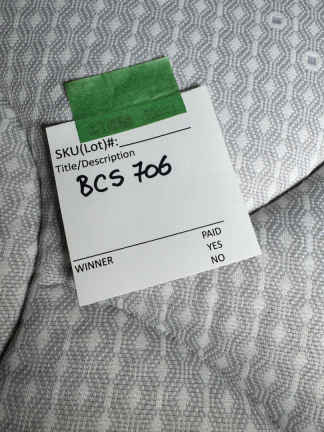 SKU(Lot)#:
Title/Description
BCS 706
PAID
WINNER YES
NO